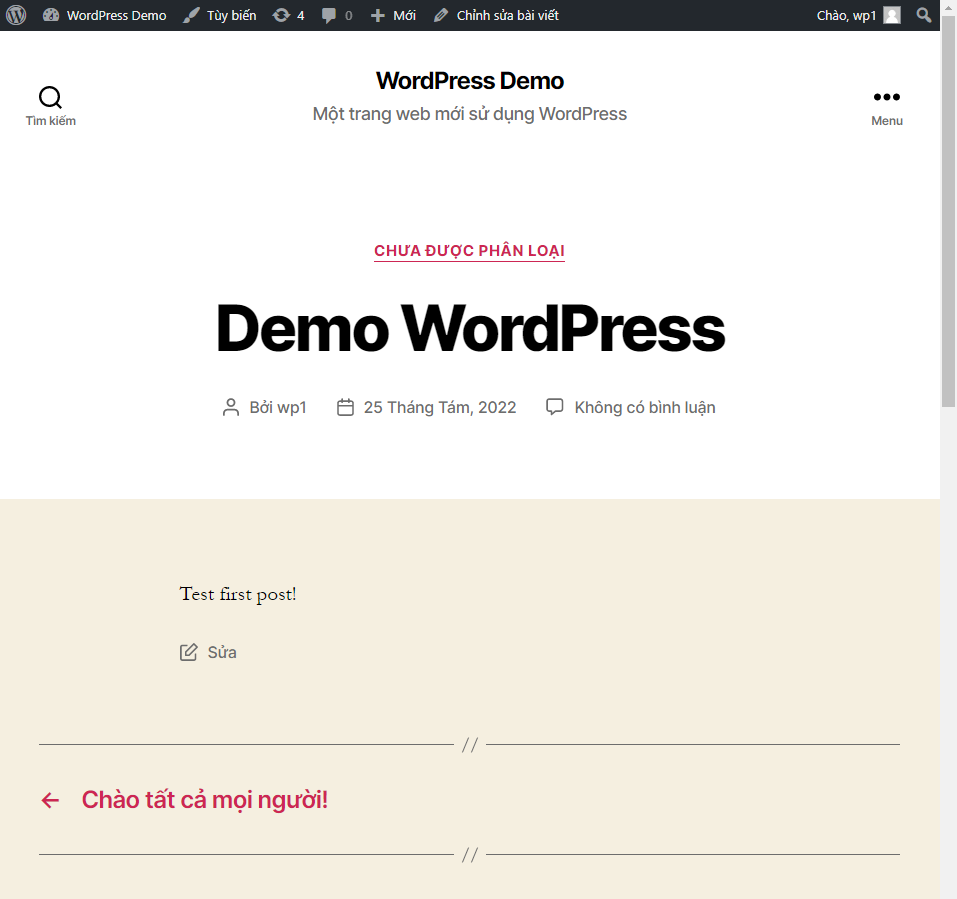 WordPress Demo Tùy biến 4 0 Mới Chỉnh sửa bài viết Chào, wp1
WordPress Demo
Một trang web mới sử dụng WordPress
Tìm kiếm
Menu
CHƯA ĐƯỢC PHÂN LOẠI
Demo WordPress
Bởi wp1 25 Tháng Tám, 2022 Không có bình luận
Test first post!
Sửa
//
← Chào tất cả mọi người!
//